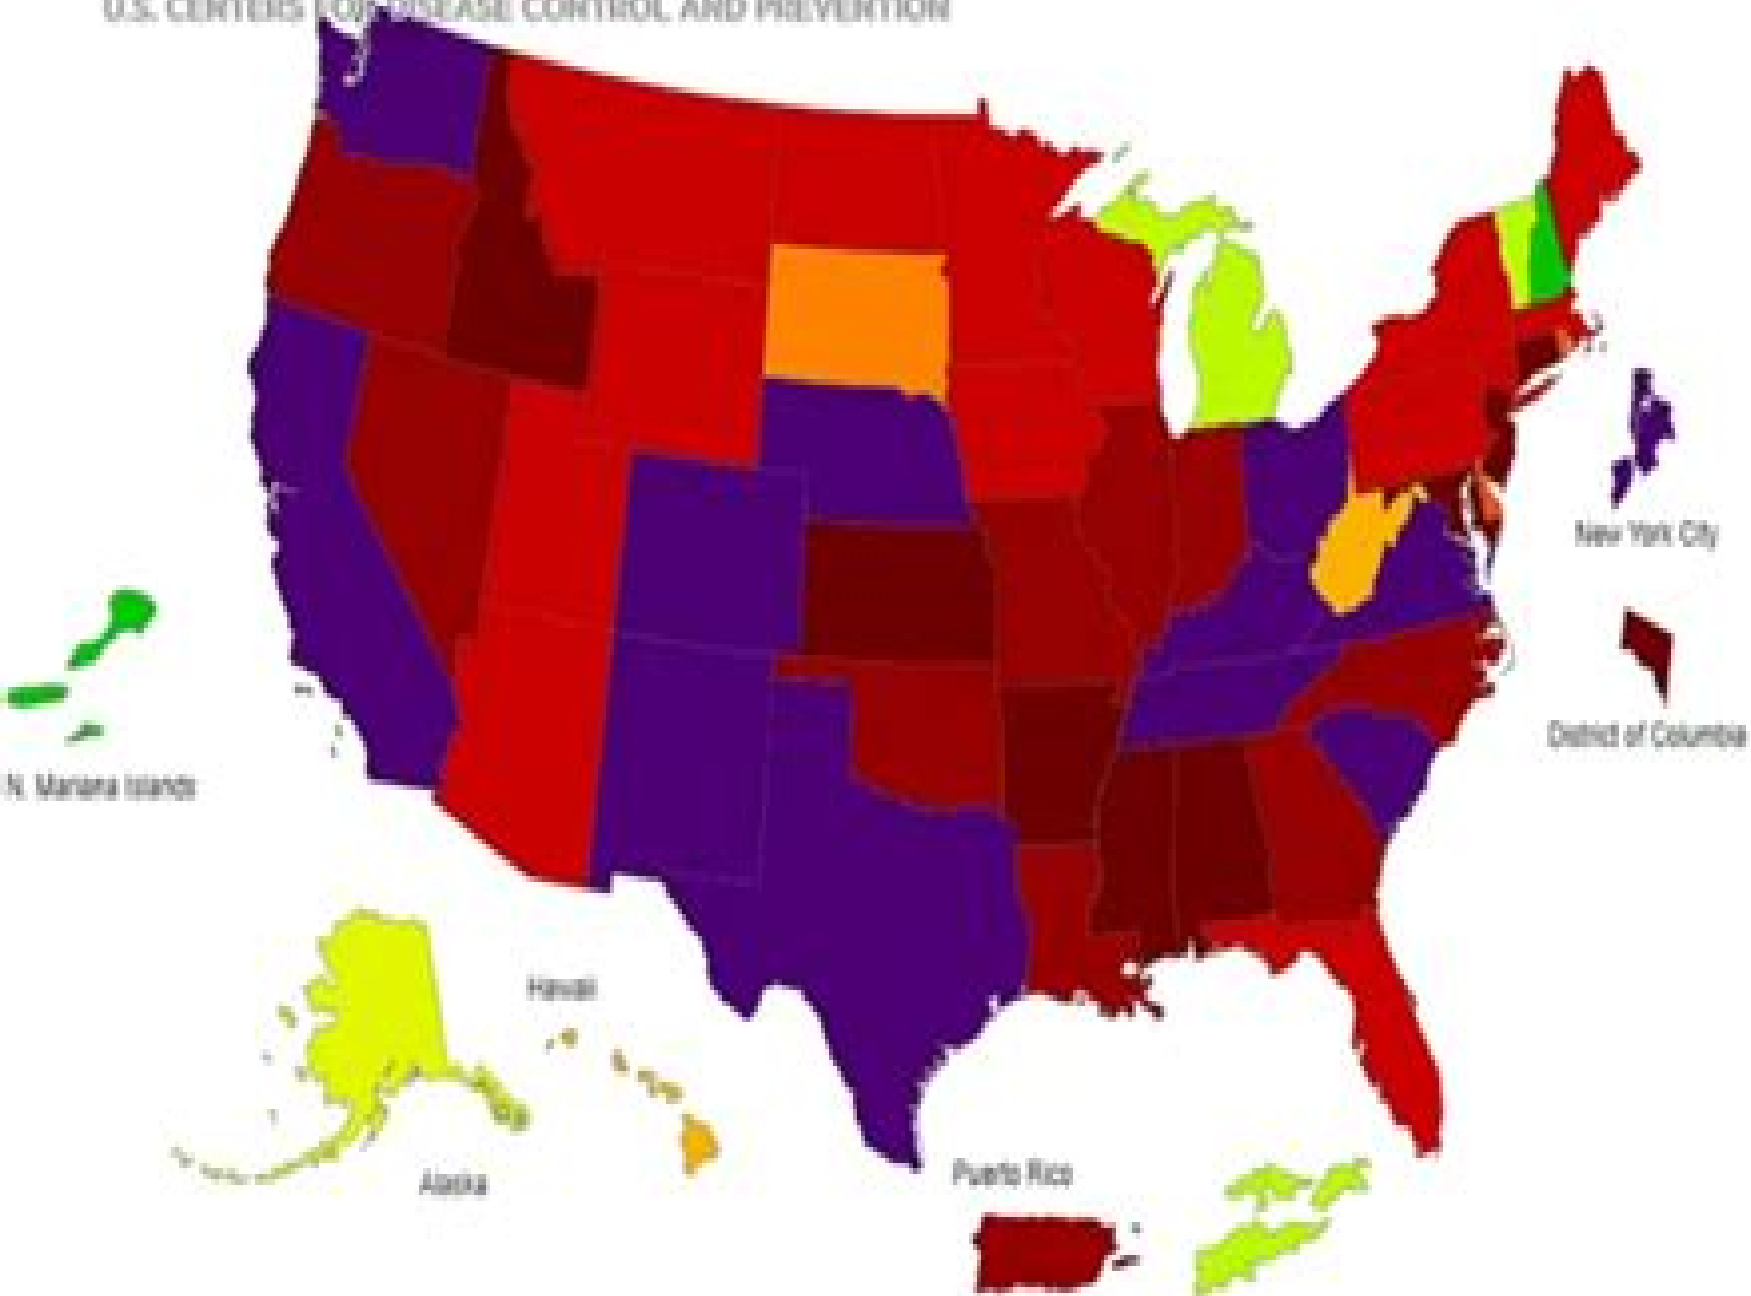 U.S. CENTERS FOR DISEASE CONTROL AND PREVENTION
New York City
District of Columbia
N. Mariana Islands
Hawaii
Alaska
Puerto Rico